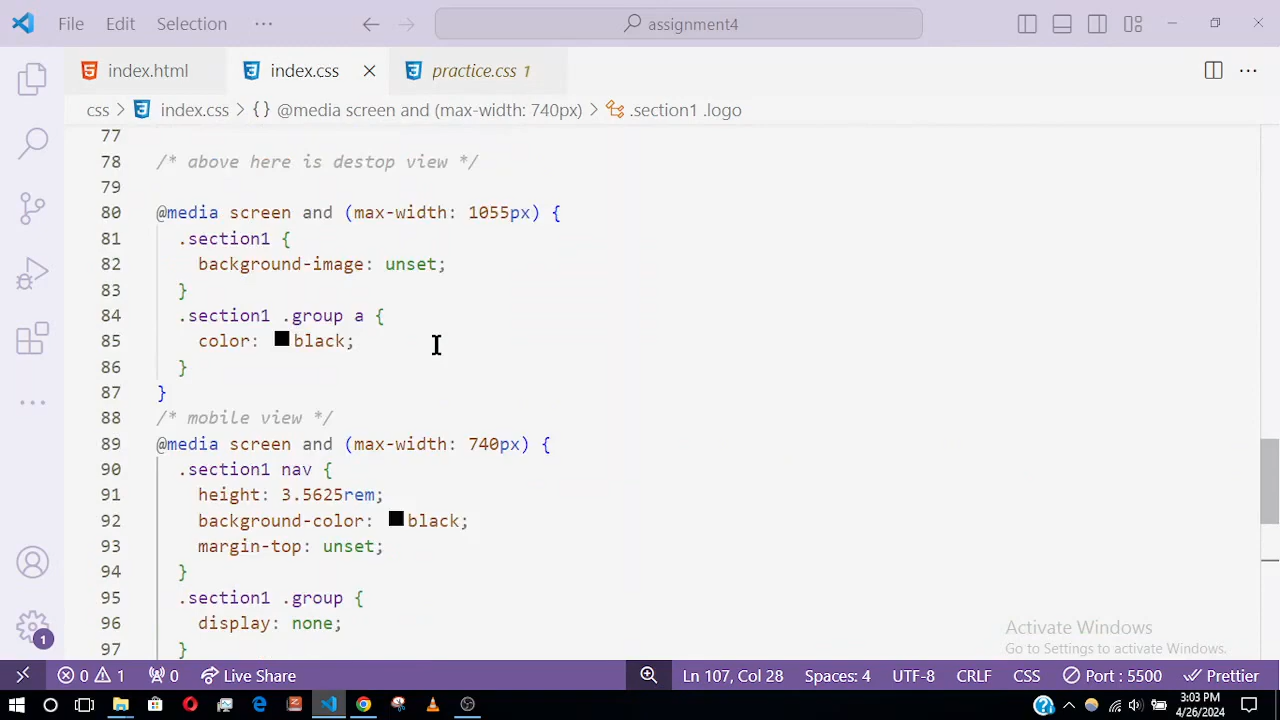 File Edit Selection ··· assignment4
index.html index.css practice.css 1 ···
css > index.css > {} @media screen and (max-width: 740px) > .section1 .logo
77
78 /* above here is destop view */
79
80 @media screen and (max-width: 1055px) {
81 .section1 {
82 background-image: unset;
83 }
84 .section1 .group a {
85 color: black;
86 }
87 }
88 /* mobile view */
89 @media screen and (max-width: 740px) {
90 .section1 nav {
91 height: 3.5625rem;
92 background-color: black;
93 margin-top: unset;
94 }
95 .section1 .group {
96 display: none;
97 }
Activate Windows
Go to Settings to activate Windows.
1
0 1 0 Live Share Ln 107, Col 28 Spaces: 4 UTF-8 CRLF CSS Port : 5500 Prettier
3:03 PM
4/26/2024